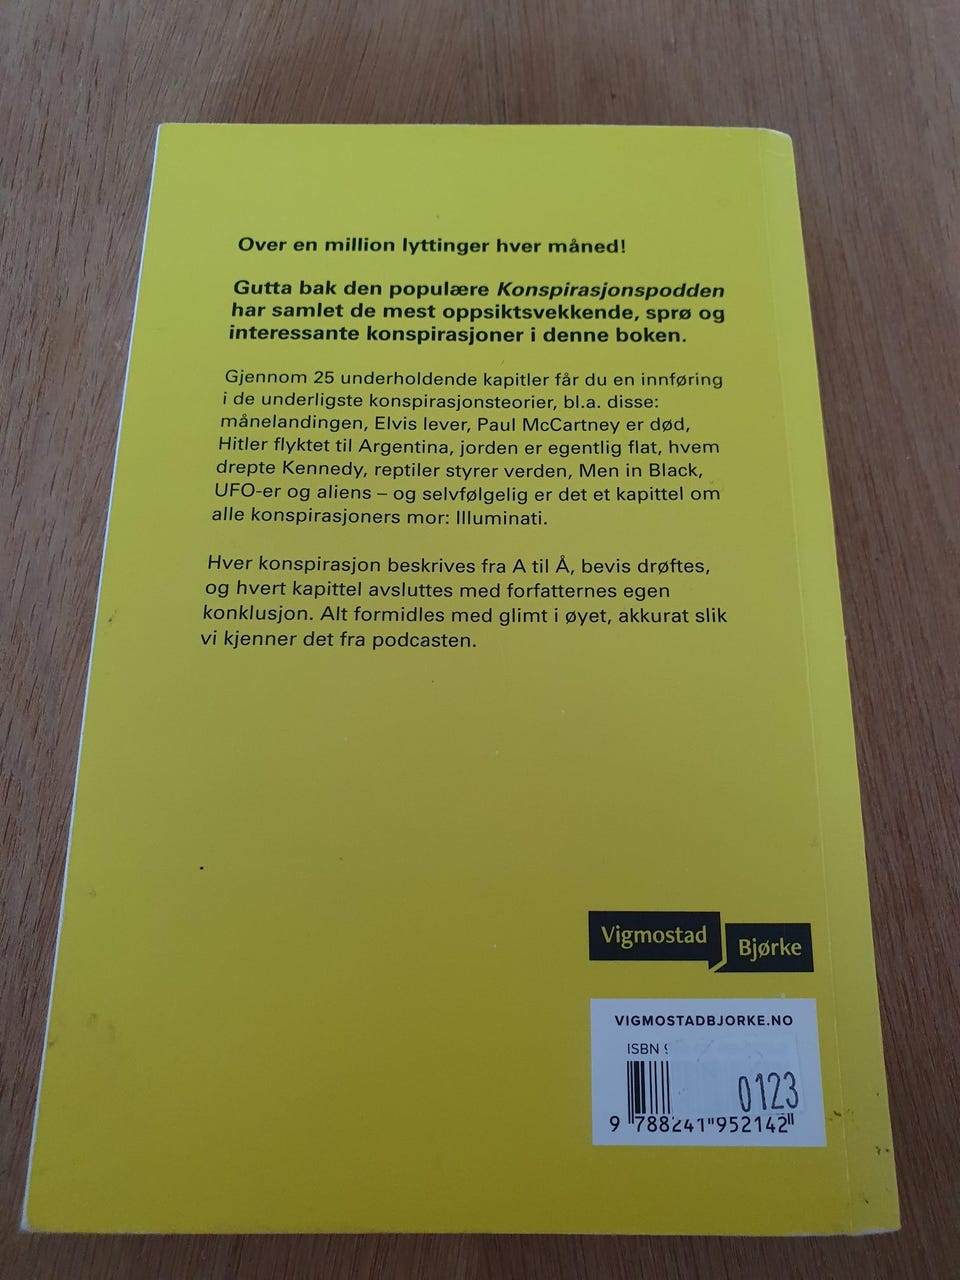 Over en million lyttinger hver måned!
Gutta bak den populære Konspirasjonspodden
har samlet de mest oppsiktsvekkende, sprø og
interessante konspirasjoner i denne boken.
Gjennom 25 underholdende kapitler får du en innføring
i de underligste konspirasjonsteorier, bl.a. disse:
månelandingen, Elvis lever, Paul McCartney er død,
Hitler flyktet til Argentina, jorden er egentlig flat, hvem
drepte Kennedy, reptiler styrer verden, Men in Black,
UFO-er og aliens – og selvfølgelig er det et kapittel om
alle konspirasjoners mor: Illuminati.
Hver konspirasjon beskrives fra A til Å, bevis drøftes,
og hvert kapittel avsluttes med forfatternes egen
konklusjon. Alt formidles med glimt i øyet, akkurat slik
vi kjenner det fra podcasten.
Vigmostad
Bjørke
VIGMOSTADBJORKE.NO
ISBN 9
0123
9 788241 952142